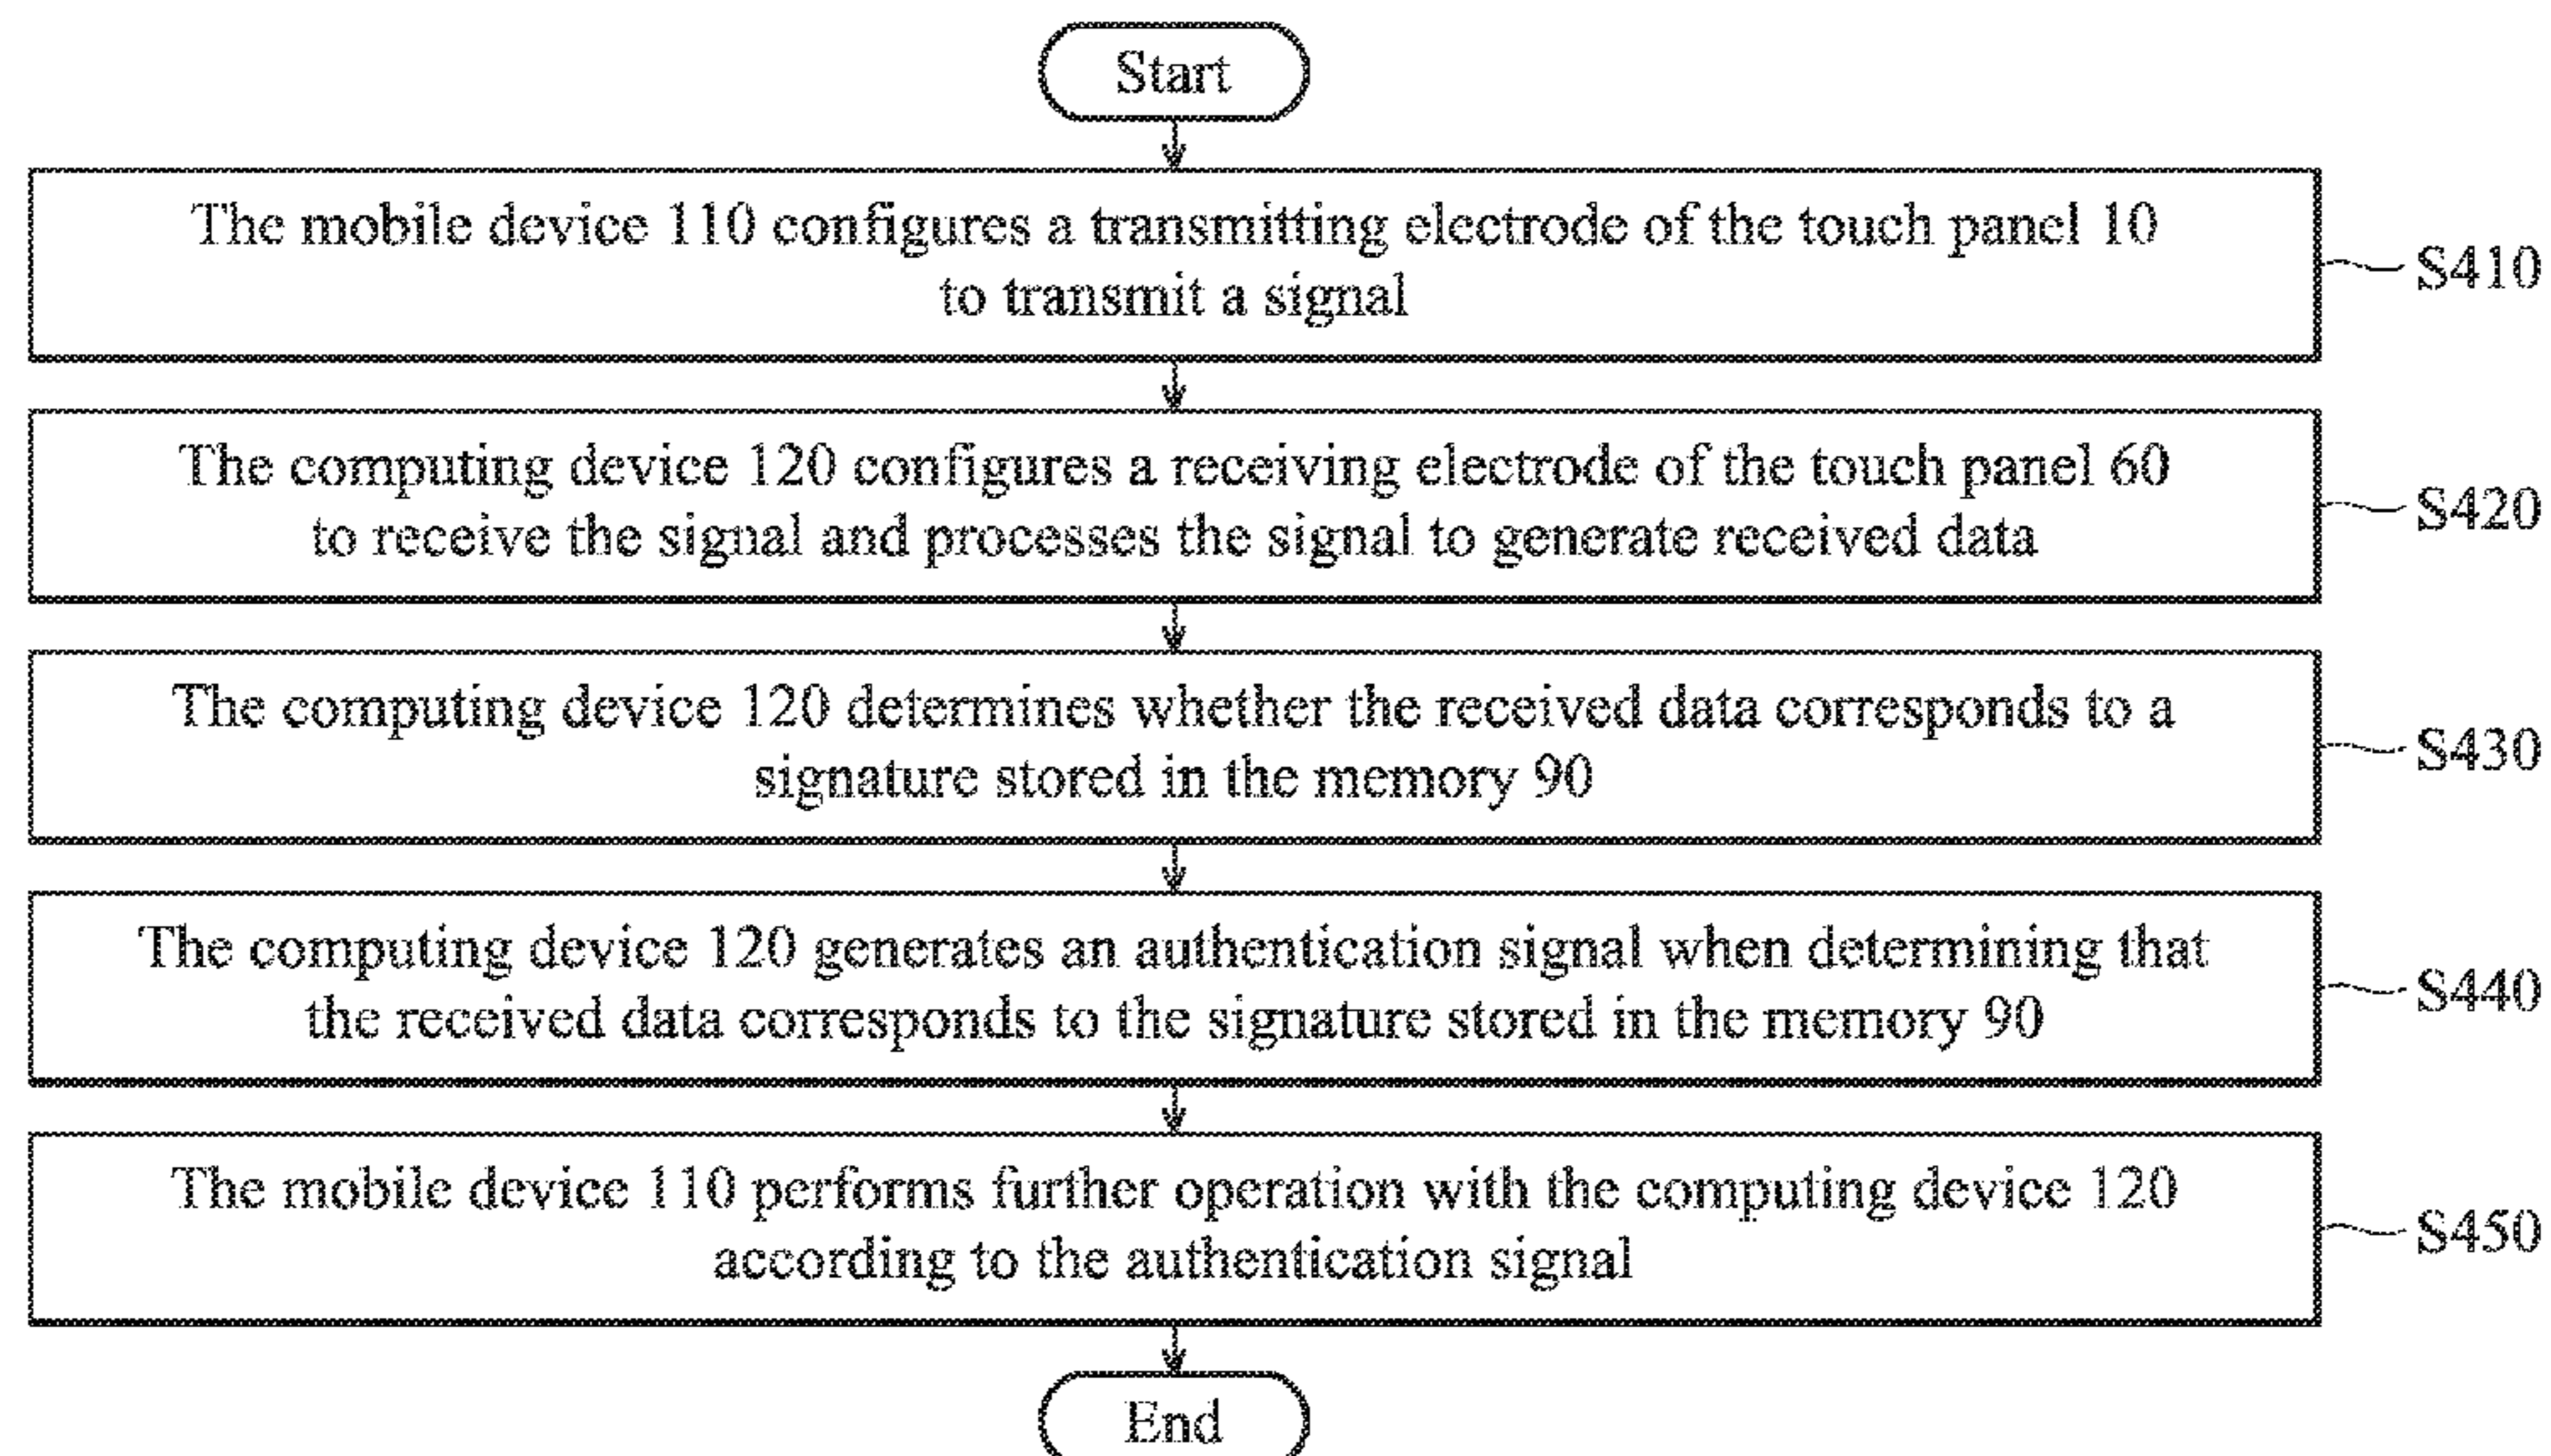 Start
The mobile device 110 configures a transmitting electrode of the touch panel 10
to transmit a signal
S410
The computing device 120 configures a receiving electrode of the touch panel 60
to receive the signal and processes the signal to generate received data
S420
The computing device 120 determines whether the received data corresponds to a
signature stored in the memory 90
S430
The computing device 120 generates an authentication signal when determining that
the received data corresponds to the signature stored in the memory 90
S440
The mobile device 110 performs further operation with the computing device 120
according to the authentication signal
S450
End